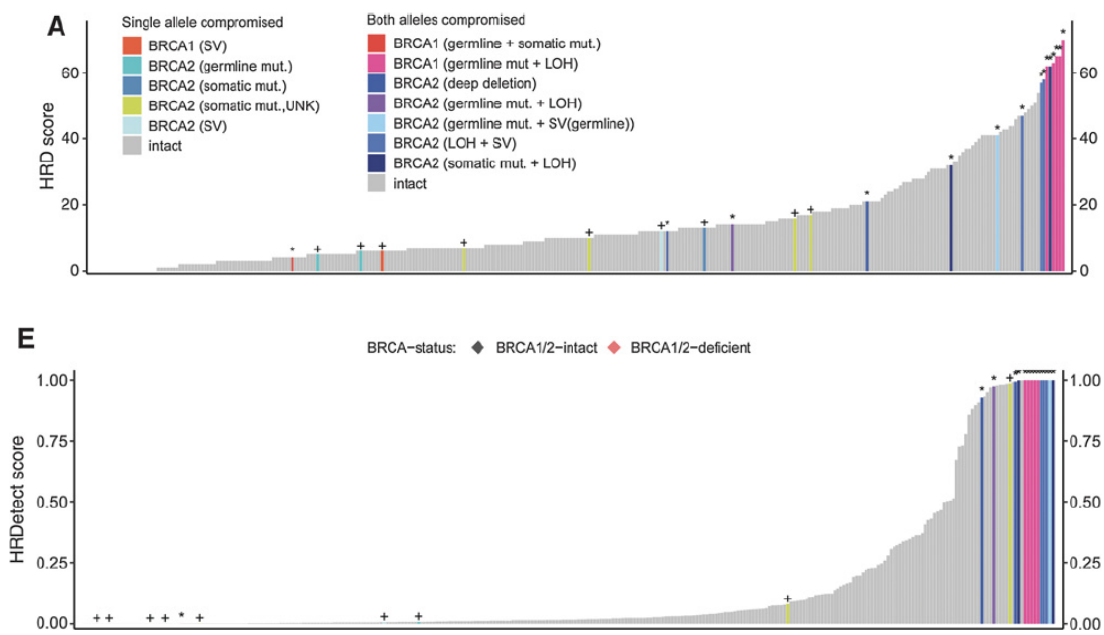 A
Single allele compromised
BRCA1 (SV)
BRCA2 (germline mut.)
BRCA2 (somatic mut.)
BRCA2 (somatic mut.,UNK)
BRCA2 (SV)
intact
Both alleles compromised
BRCA1 (germline + somatic mut.)
BRCA1 (germline mut + LOH)
BRCA2 (deep deletion)
BRCA2 (germline mut. + LOH)
BRCA2 (germline mut. + SV(germline))
BRCA2 (LOH + SV)
BRCA2 (somatic mut. + LOH)
intact
HRD score
60
40
20
0
60
40
20
0
E
BRCA−status: BRCA1/2−intact BRCA1/2−deficient
HRDetect score
1.00
0.75
0.50
0.25
0.00
1.00
0.75
0.50
0.25
0.00